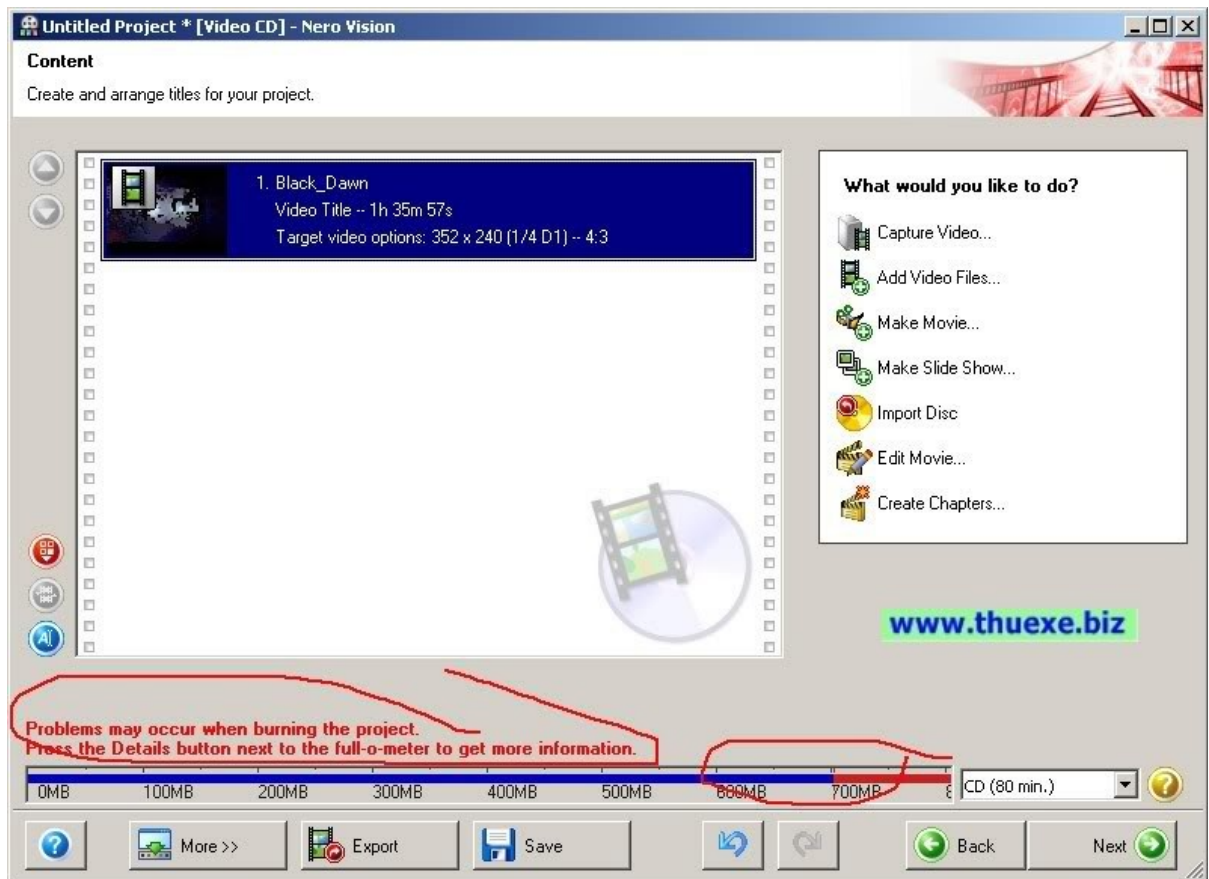 Untitled Project * [Video CD] - Nero Vision
Content
Create and arrange titles for your project.
1. Black_Dawn
Video Title -- 1h 35m 57s
Target video options: 352 x 240 (1/4 D1) -- 4:3
What would you like to do?
Capture Video...
Add Video Files...
Make Movie...
Make Slide Show...
Import Disc
Edit Movie...
Create Chapters...
www.thuexe.biz
Problems may occur when burning the project.
Press the Details button next to the full-o-meter to get more information.
0MB 100MB 200MB 300MB 400MB 500MB 600MB 700MB 8 CD (80 min.)
More >> Export Save Back Next